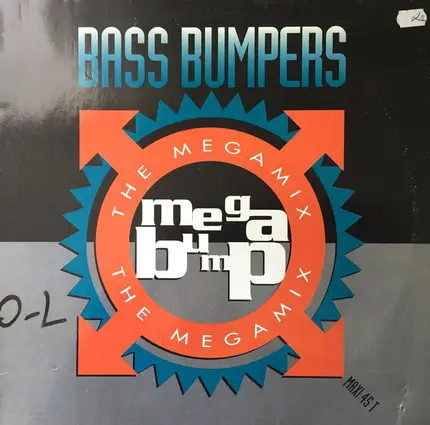 BASS BUMPERS
THE MEGAMIX
mega
bump
THE MEGAMIX
O-L
MAXI 45 T